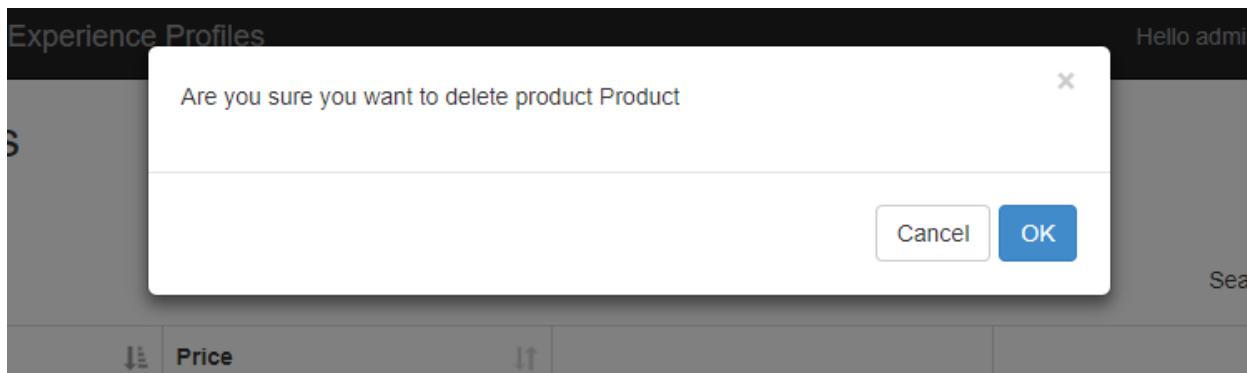 Experience Profiles
Hello admi
Are you sure you want to delete product Product
×
s
Cancel
OK
Sea
Price